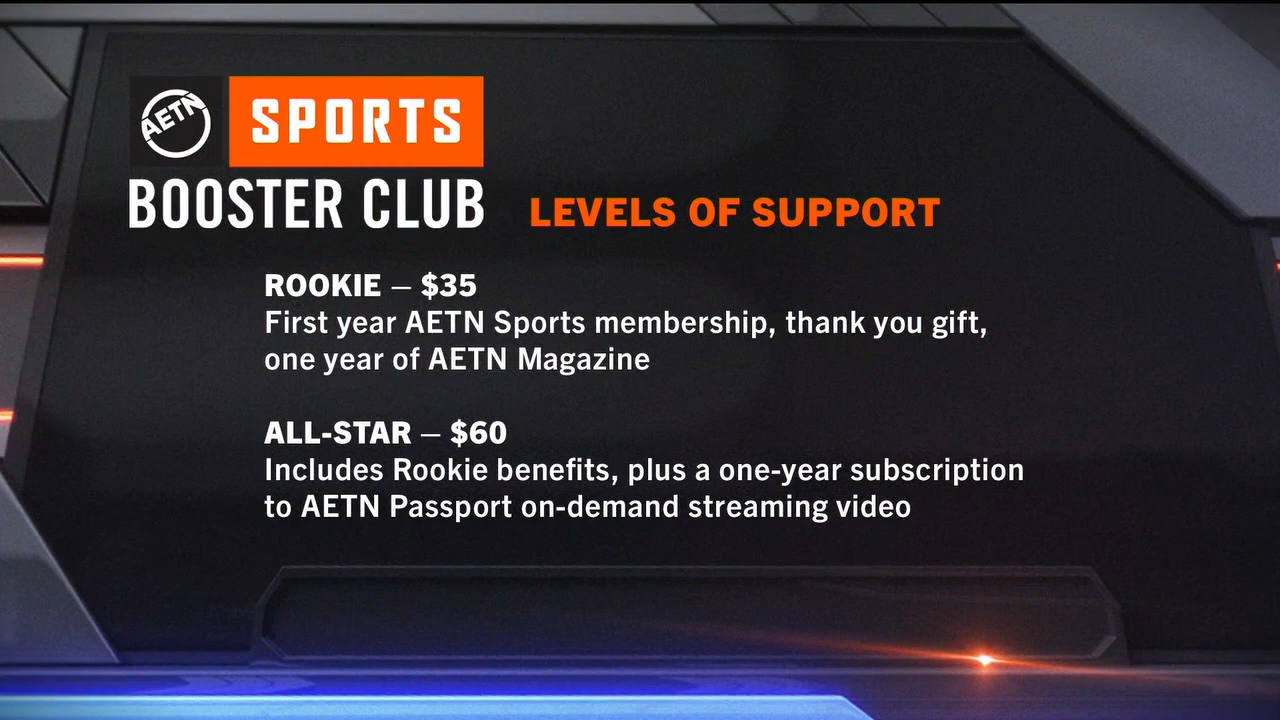 AETN SPORTS
BOOSTER CLUB
LEVELS OF SUPPORT
ROOKIE – $35
First year AETN Sports membership, thank you gift,
one year of AETN Magazine
ALL-STAR – $60
Includes Rookie benefits, plus a one-year subscription
to AETN Passport on-demand streaming video